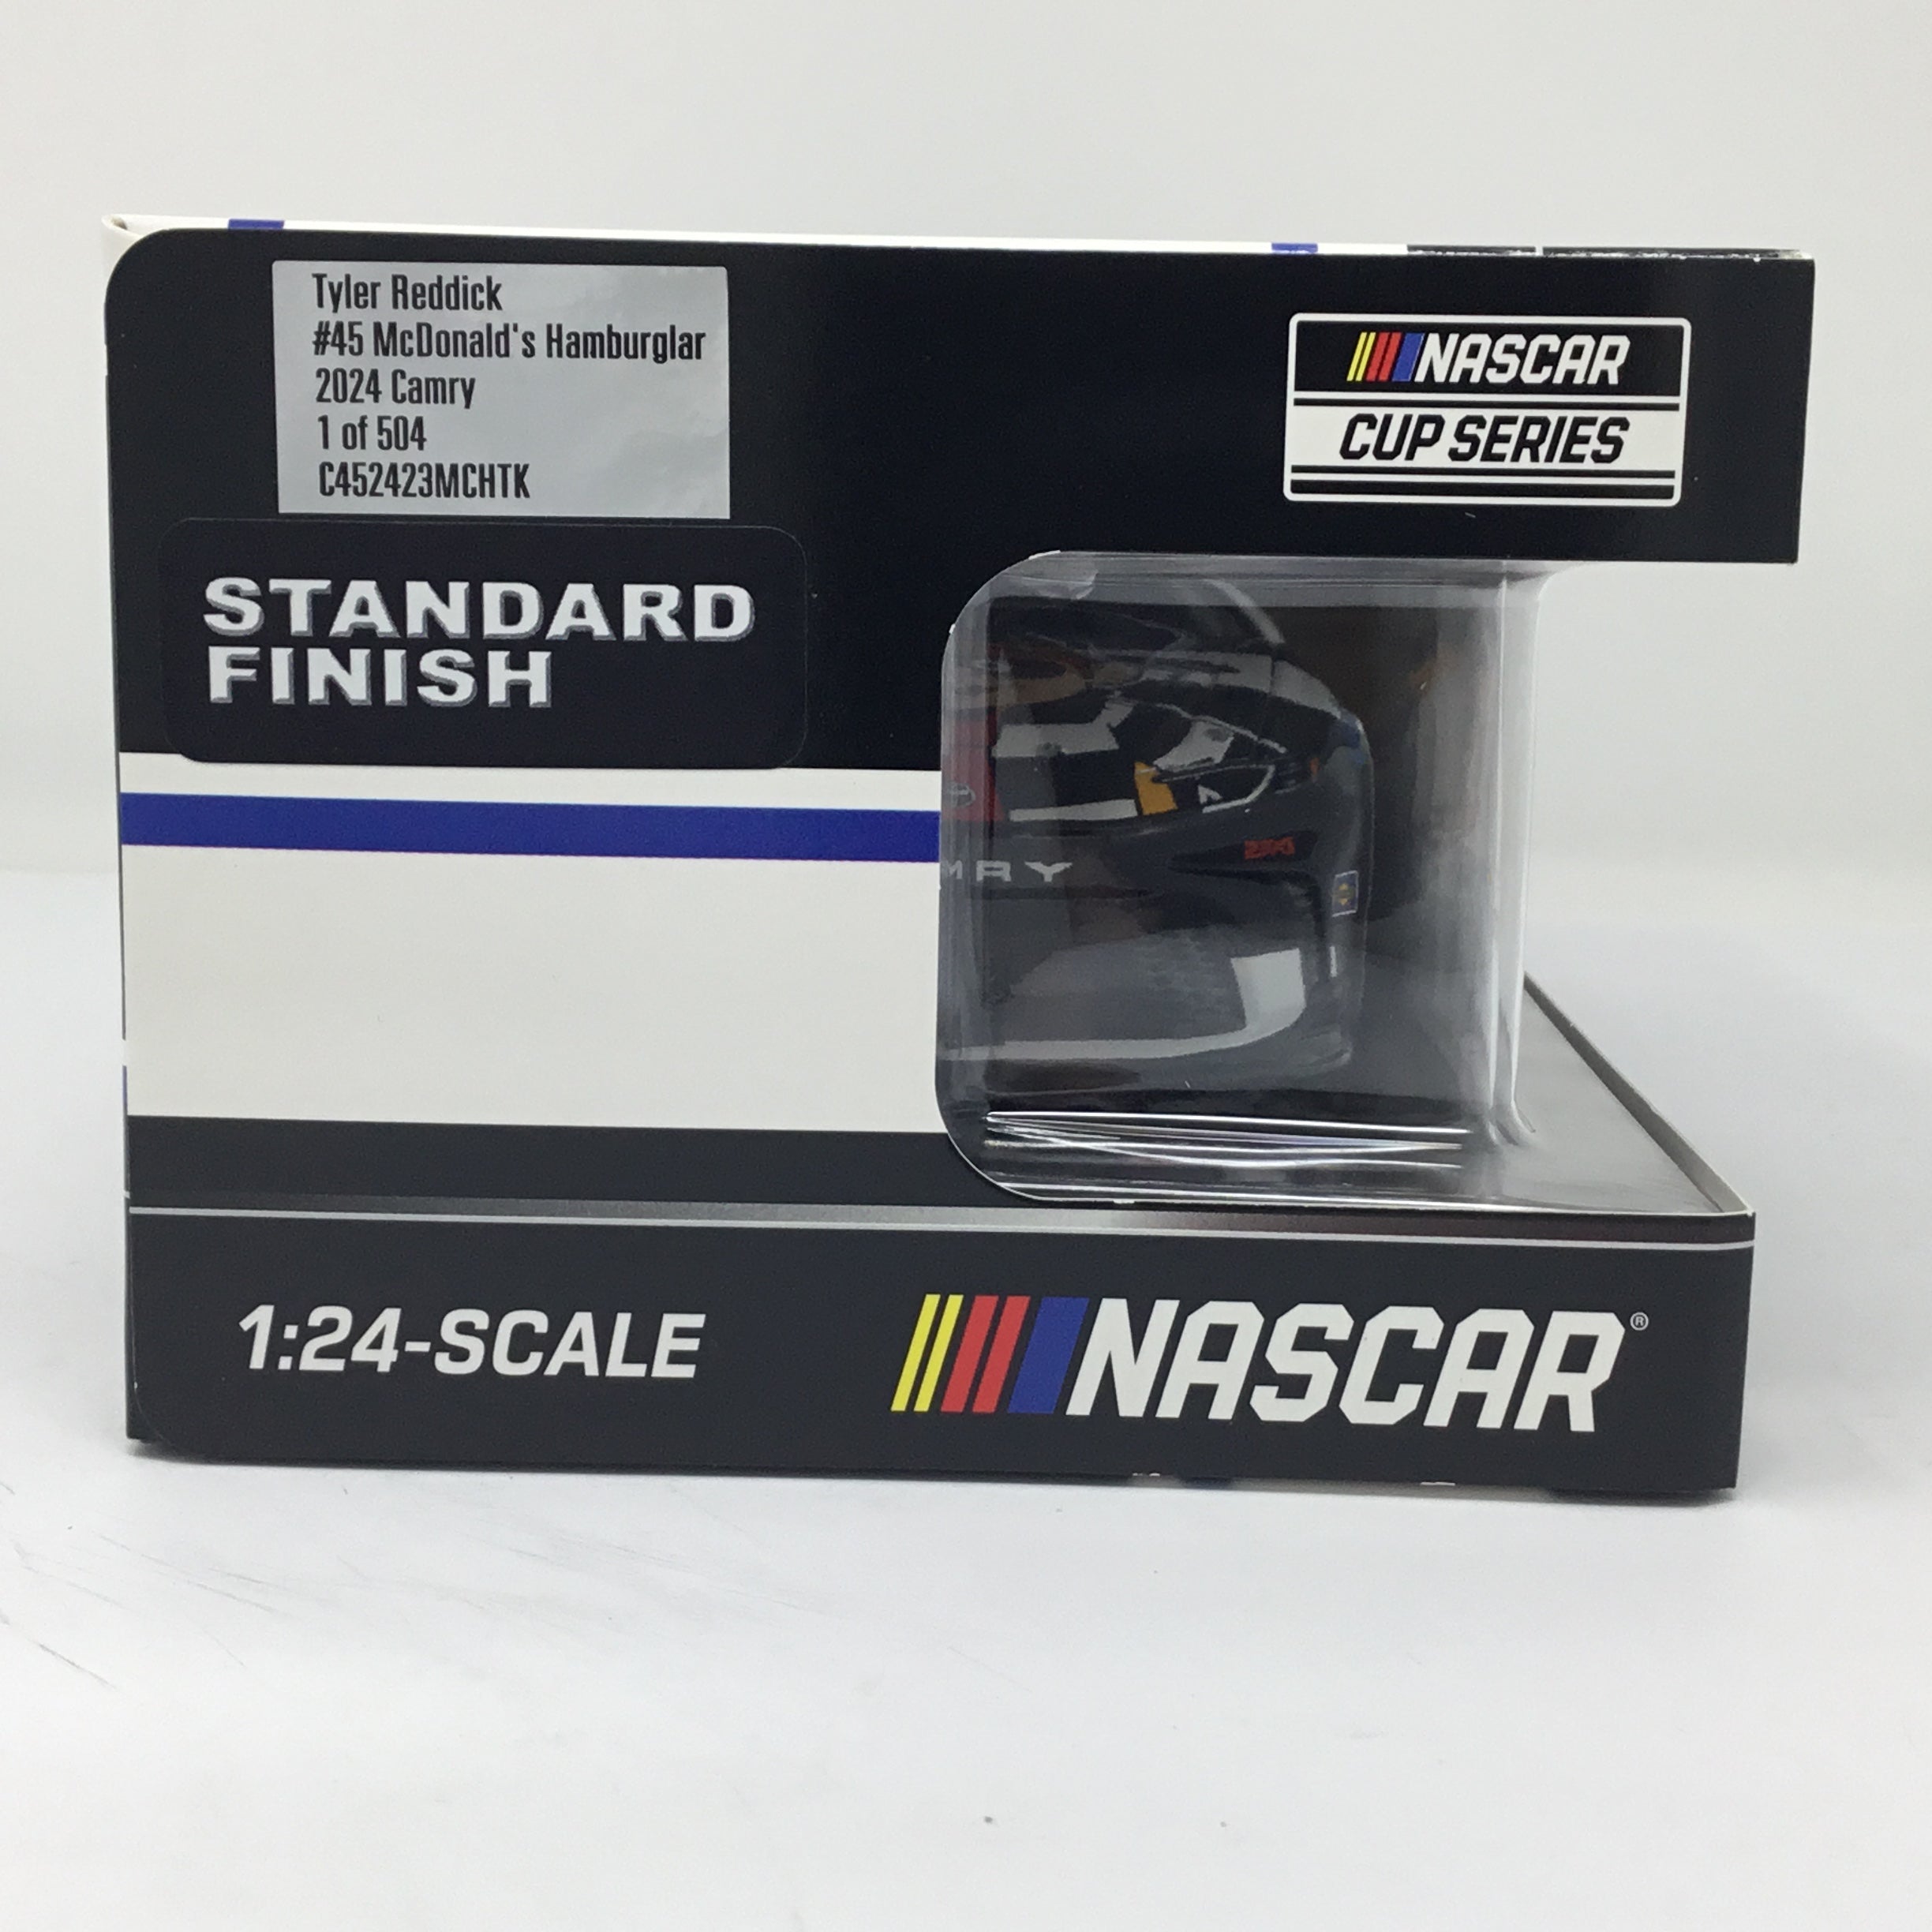 Tyler Reddick
#45 McDonald's Hamburglar
2024 Camry
1 of 504
C452423MCHTK
NASCAR
CUP SERIES
STANDARD
FINISH
MRY
1:24-SCALE
NASCAR®